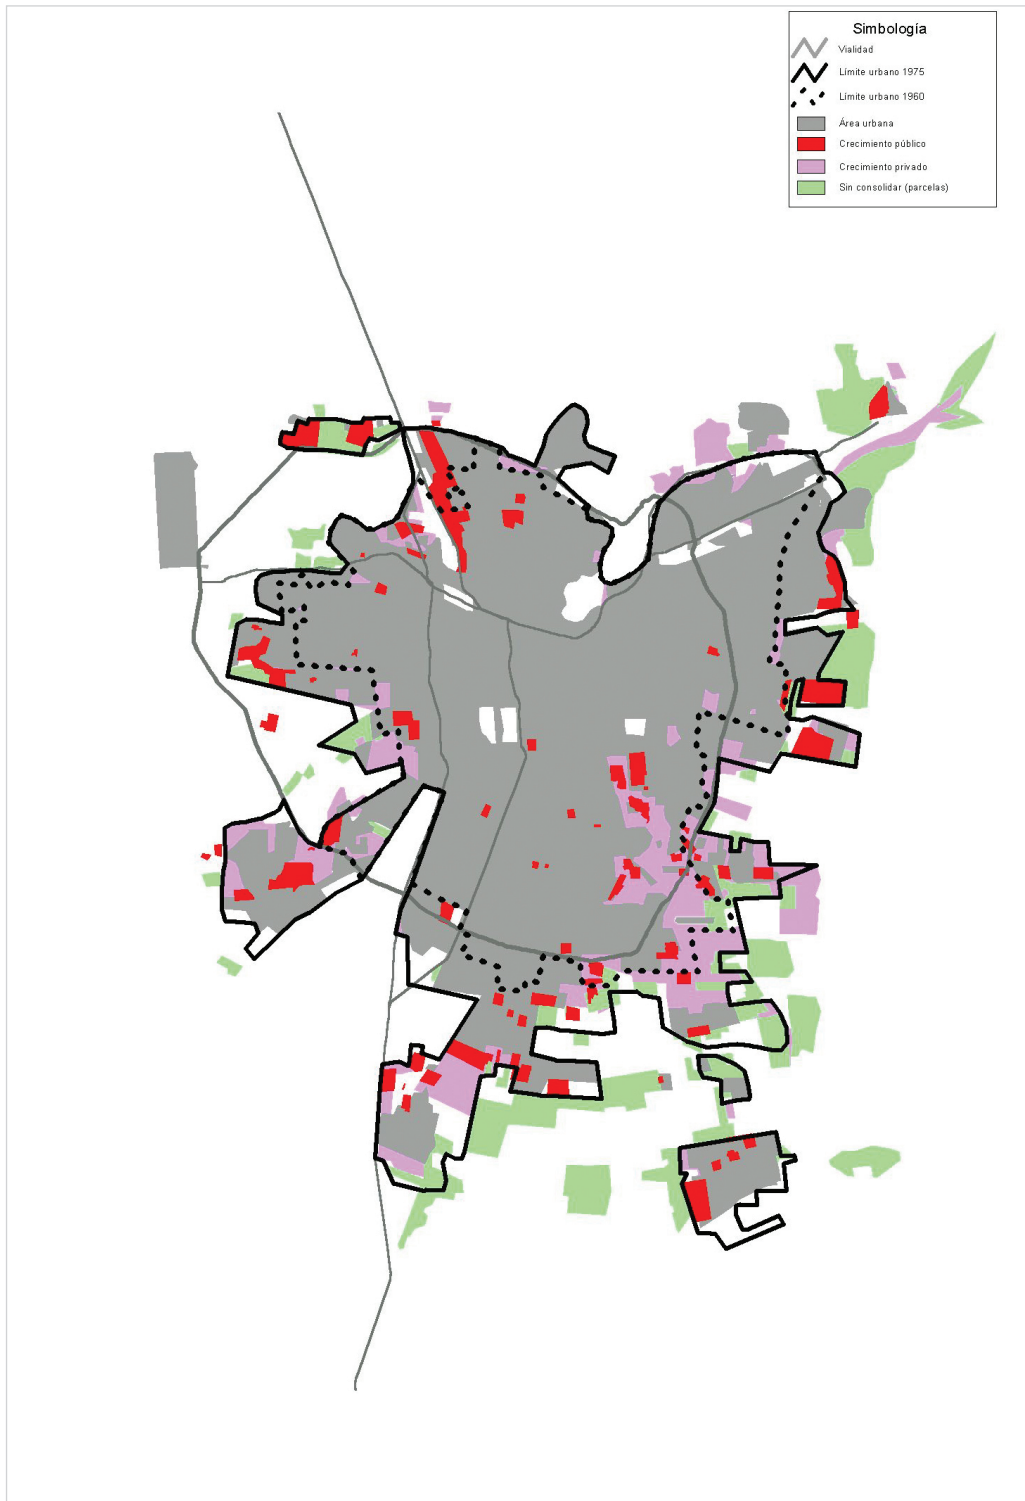 Simbología
Vialidad
Límite urbano 1975
Límite urbano 1960
Área urbana
Crecimiento público
Crecimiento privado
Sin consolidar (parcelas)